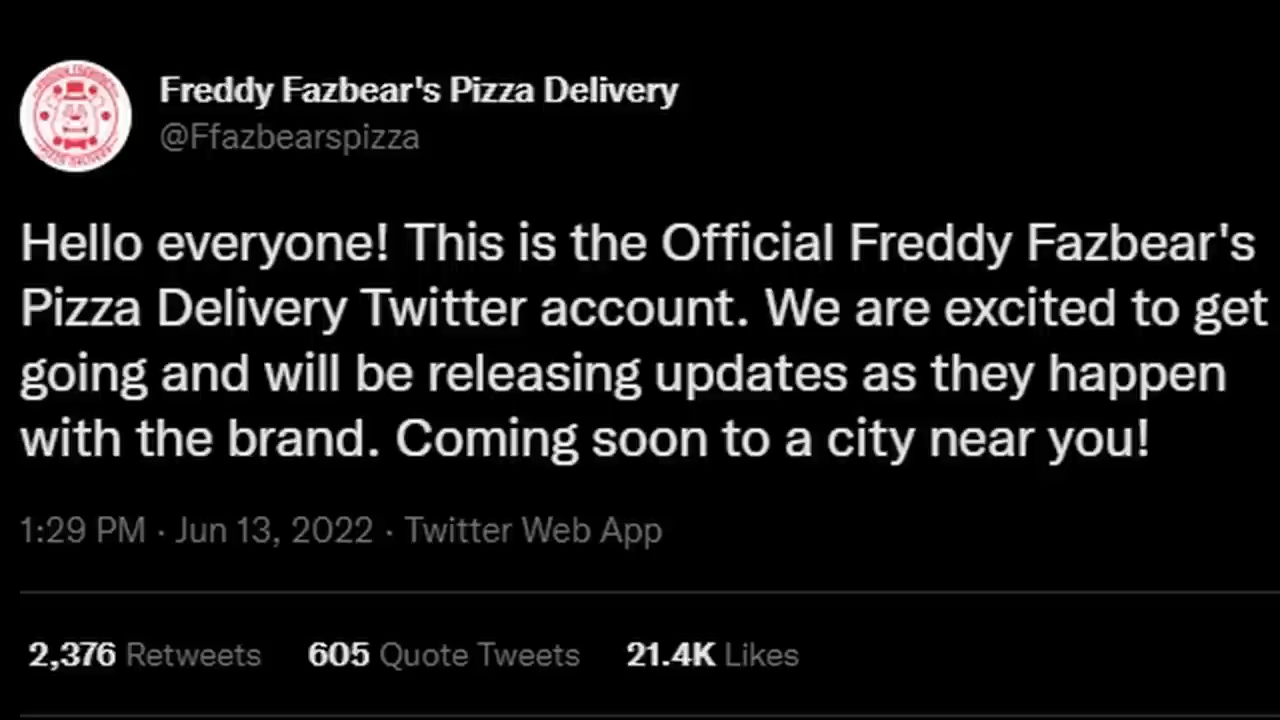 Freddy Fazbear's Pizza Delivery
@Ffazbearspizza
Hello everyone! This is the Official Freddy Fazbear's
Pizza Delivery Twitter account. We are excited to get
going and will be releasing updates as they happen
with the brand. Coming soon to a city near you!
1:29 PM · Jun 13, 2022 · Twitter Web App
2,376 Retweets 605 Quote Tweets 21.4K Likes